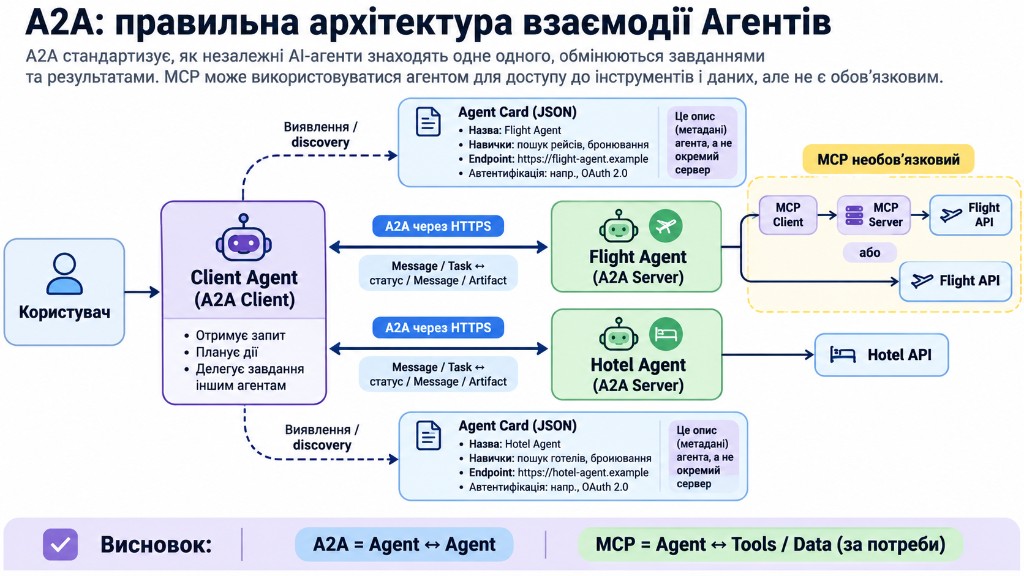 A2A: правильна архітектура взаємодії Агентів
A2A стандартизує, як незалежні AI-агенти знаходять одне одного, обмінюються завданнями
та результатами. MCP може використовуватися агентом для доступу до інструментів і даних, але не є обов’язковим.
Виявлення /
discovery
Agent Card (JSON)
• Назва: Flight Agent
• Навички: пошук рейсів, бронювання
• Endpoint: https://flight-agent.example
• Автентифікація: напр., OAuth 2.0
Це опис
(метадані)
агента, а не
окремий
сервер
MCP необов’язковий
Користувач
Client Agent
(A2A Client)
• Отримує запит
• Планує дії
• Делегує завдання
іншим агентам
A2A через HTTPS
Message / Task ↔
статус / Message / Artifact
Flight Agent
(A2A Server)
MCP
Client
MCP
Server
Flight
API
або
Flight API
A2A через HTTPS
Message / Task ↔
статус / Message / Artifact
Hotel Agent
(A2A Server)
Hotel API
Виявлення /
discovery
Agent Card (JSON)
• Назва: Hotel Agent
• Навички: пошук готелів, броиювання
• Endpoint: https://hotel-agent.example
• Автентифікація: напр., OAuth 2.0
Це опис
(метадані)
агента, а не
окремий
сервер
Висновок:
A2A = Agent ↔ Agent
MCP = Agent ↔ Tools / Data (за потреби)